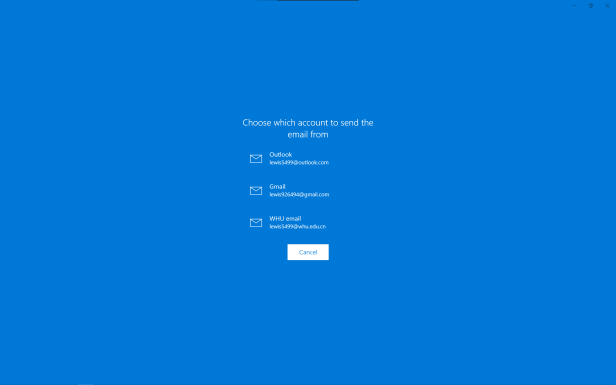 Choose which account to send the
email from
Outlook
lewis5499@outlook.com
Gmail
lewis926494@gmail.com
WHU email
lewis5499@whu.edu.cn
Cancel